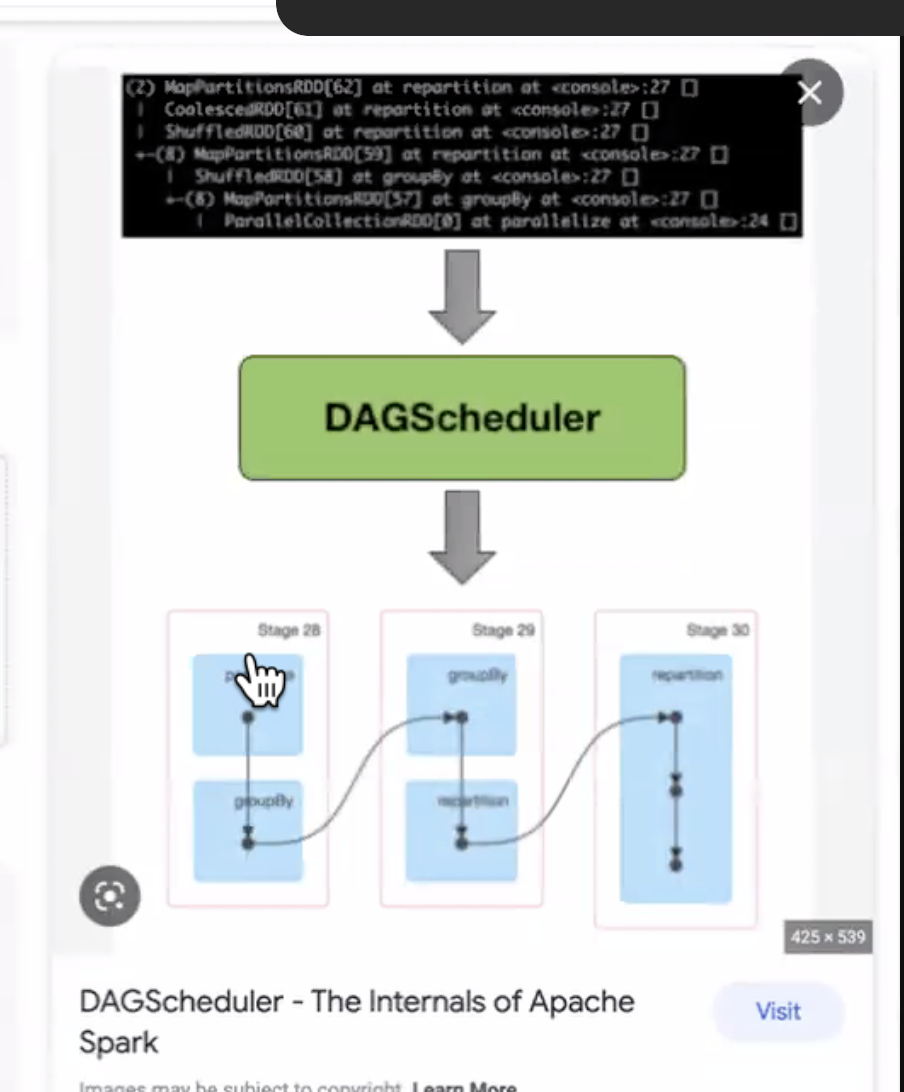 (2) MapPartitionsRDD[62] at repartition at <console>:27 []
| CoalescedRDD[61] at repartition at <console>:27 []
| ShuffledRDD[60] at repartition at <console>:27 []
+-(8) MapPartitionsRDD[59] at repartition at <console>:27 []
| ShuffledRDD[58] at groupBy at <console>:27 []
+-(8) MapPartitionsRDD[57] at groupBy at <console>:27 []
| ParallelCollectionRDD[0] at parallelize at <console>:24 []
DAGScheduler
Stage 28
Stage 29
Stage 30
groupBy
repartition
groupBy
repartition
425 × 539
DAGScheduler - The Internals of Apache
Spark
Visit
Images may be subject to copyright. Learn More